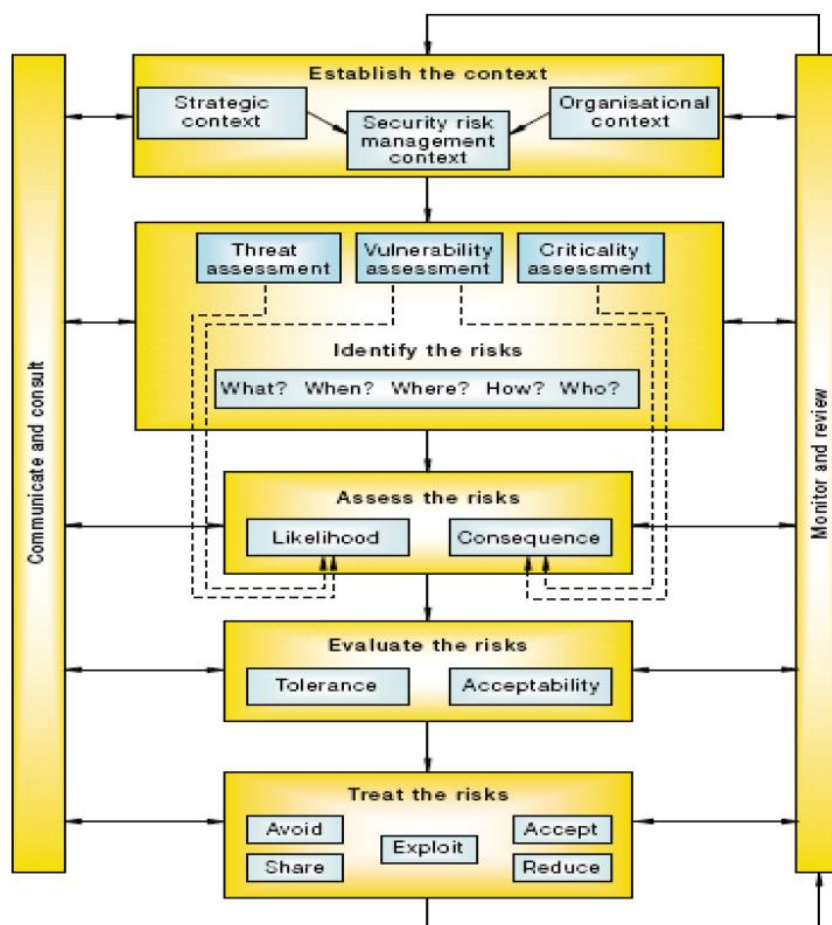 Establish the context
Strategic
context
Security risk
management
context
Organisational
context
Threat
assessment
Vulnerability
assessment
Criticality
assessment
Identify the risks
What? When? Where? How? Who?
Assess the risks
Likelihood
Consequence
Evaluate the risks
Tolerance
Acceptability
Treat the risks
Avoid
Share
Exploit
Accept
Reduce
Communicate and consult
Monitor and review